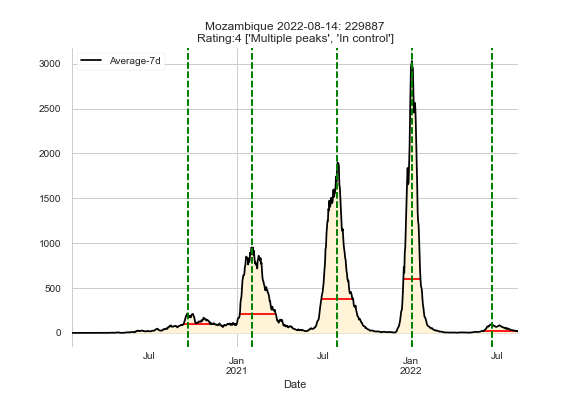 Mozambique 2022-08-14: 229887
Rating:4 ['Multiple peaks', 'In control']
Average-7d
3000
2500
2000
1500
1000
500
0
Jul
Jan
2021
Jul
Jan
2022
Jul
Date